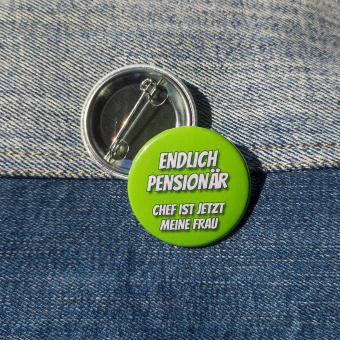 ENDLICH
PENSIONÄR
CHEF IST JETZT
MEINE FRAU